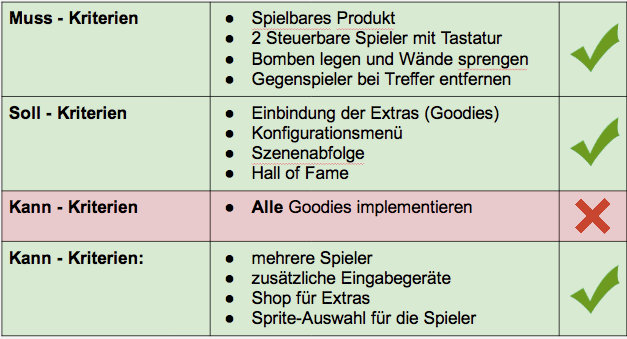 Muss - Kriterien
● Spielbares Produkt
● 2 Steuerbare Spieler mit Tastatur
● Bomben legen und Wände sprengen
● Gegenspieler bei Treffer entfernen
Soll - Kriterien
● Einbindung der Extras (Goodies)
● Konfigurationsmenü
● Szenenabfolge
● Hall of Fame
Kann - Kriterien
● Alle Goodies implementieren
Kann - Kriterien:
● mehrere Spieler
● zusätzliche Eingabegeräte
● Shop für Extras
● Sprite-Auswahl für die Spieler